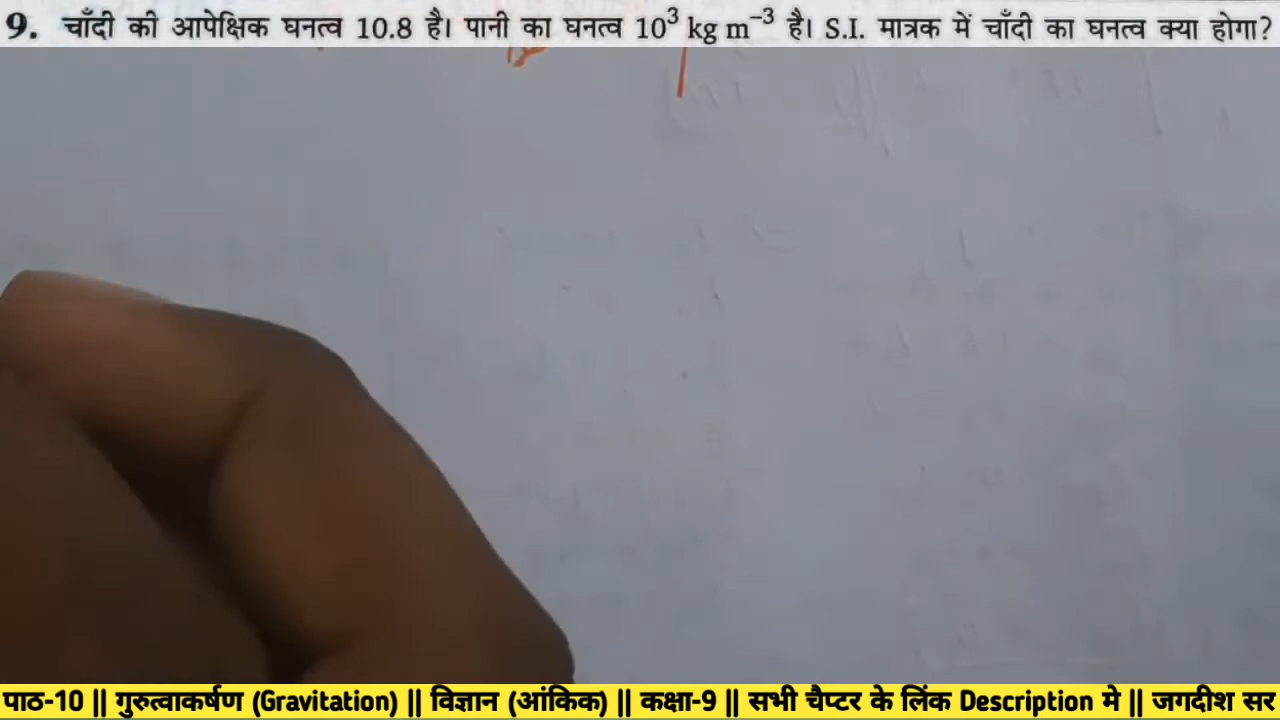 9. चाँदी की आपेक्षिक घनत्व 10.8 है। पानी का घनत्व 10³ kg m⁻³ है। S.I. मात्रक में चाँदी का घनत्व क्या होगा?
पाठ-10 || गुरुत्वाकर्षण (Gravitation) || विज्ञान (आंकिक) || कक्षा-9 || सभी चैप्टर के लिंक Description मे || जगदीश सर